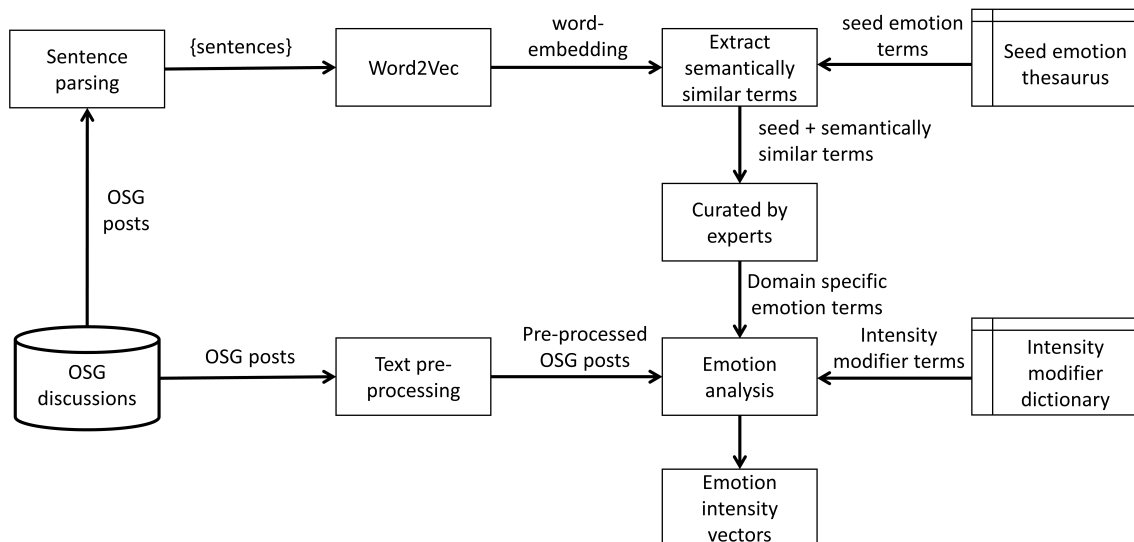 Sentence
parsing
{sentences}
Word2Vec
word-
embedding
Extract
semantically
similar terms
seed emotion
terms
Seed emotion
thesaurus
seed + semantically
similar terms
OSG
posts
Curated by
experts
Domain specific
emotion terms
OSG
discussions
OSG posts
Text pre-
processing
Pre-processed
OSG posts
Emotion
analysis
Intensity
modifier terms
Intensity
modifier
dictionary
Emotion
intensity
vectors